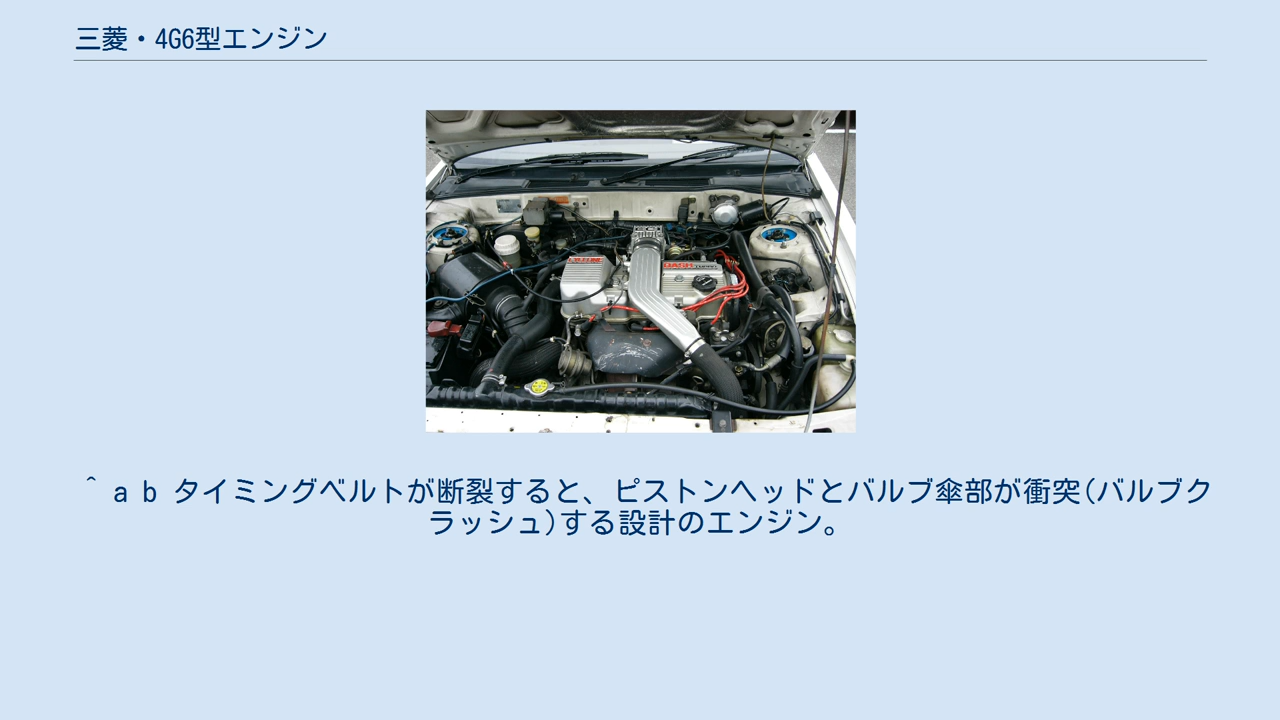 三菱・4G6型エンジン
DASH
^ a b タイミングベルトが断裂すると、ピストンヘッドとバルブ傘部が衝突(バルブク
ラッシュ)する設計のエンジン。